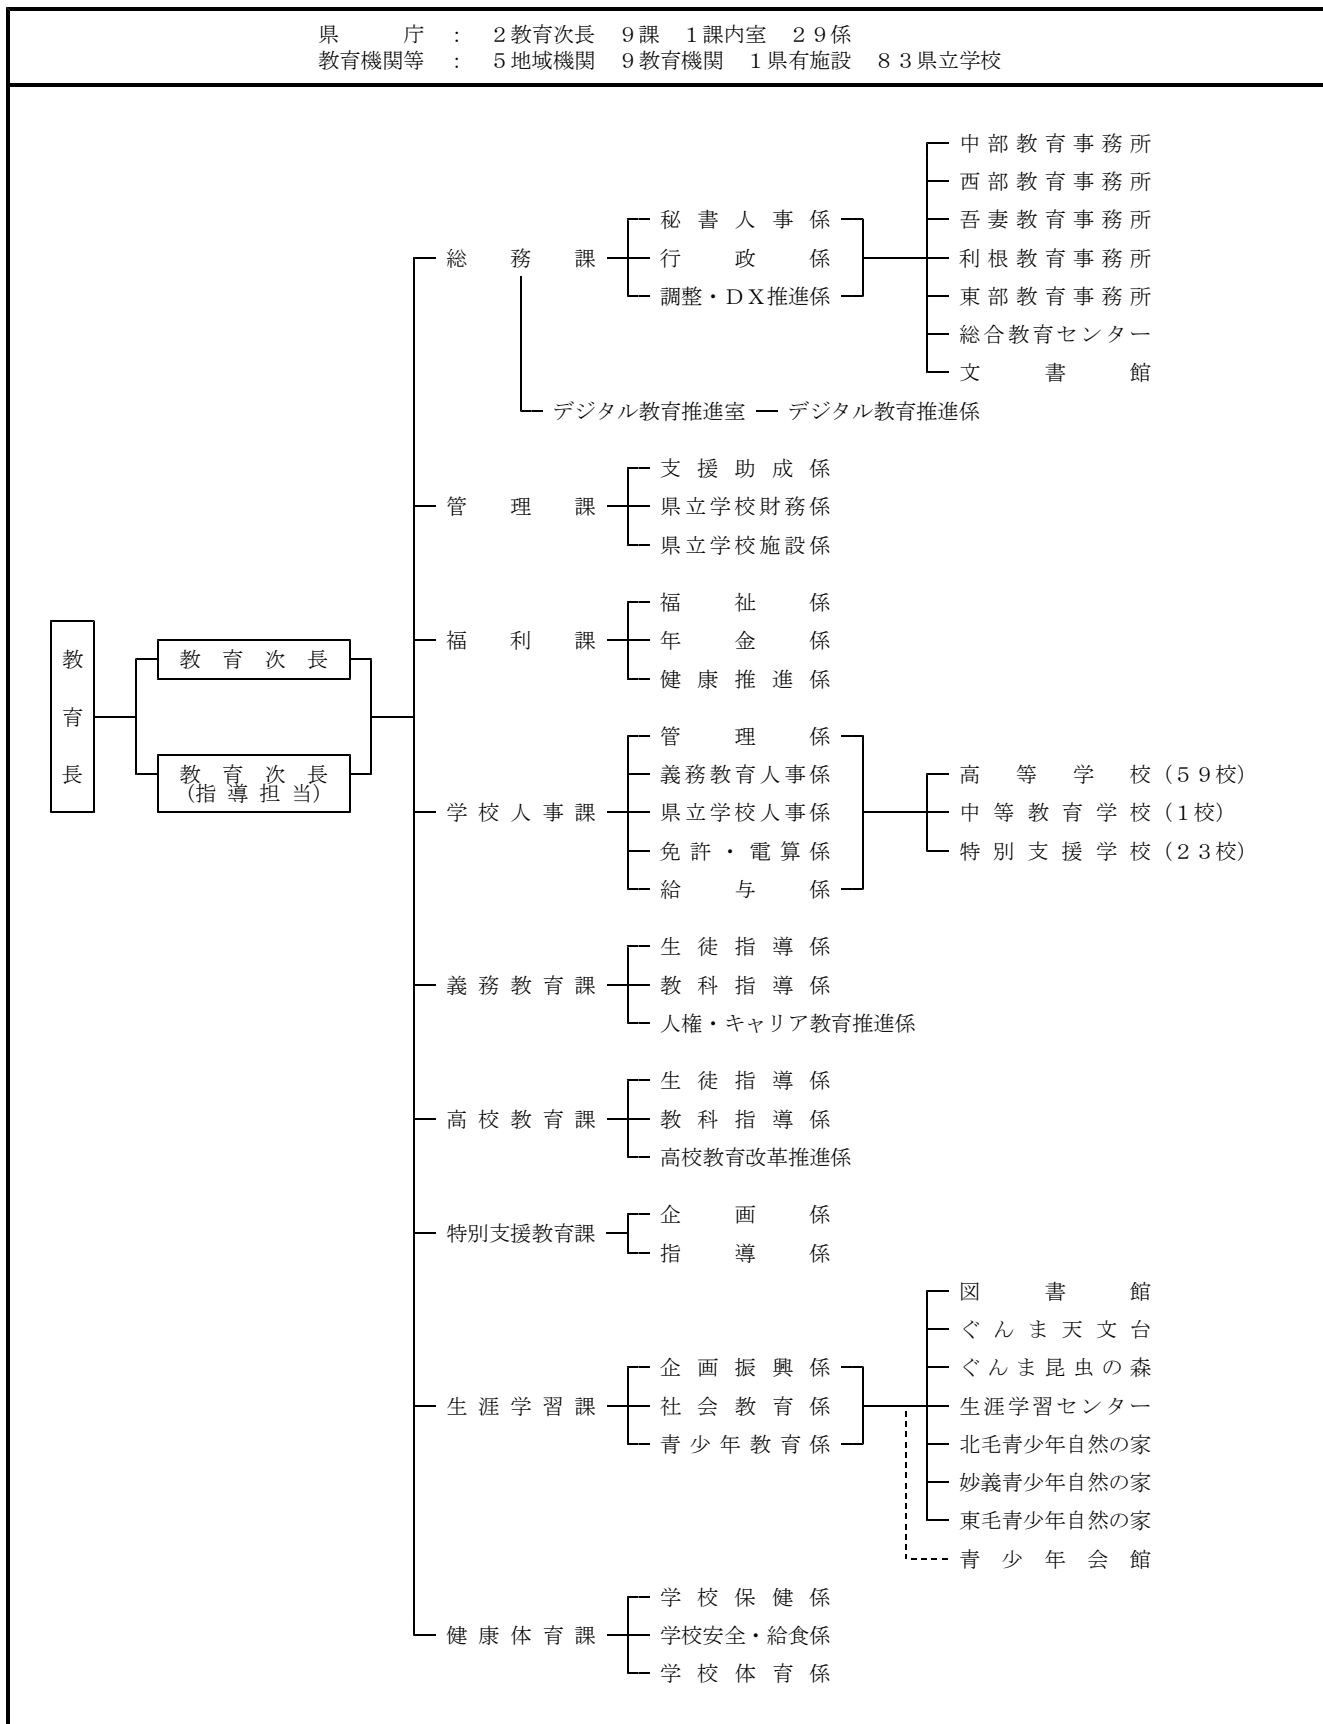 県庁 : 2教育次長 9課 1課内室 29係
教育機関等 : 5地域機関 9教育機関 1県有施設 83県立学校
教育長
教育次長
教育次長
(指導担当)
総務課
秘書人事係
行政係
調整・DX推進係
中部教育事務所
西部教育事務所
吾妻教育事務所
利根教育事務所
東部教育事務所
総合教育センター
文書館
デジタル教育推進室
デジタル教育推進係
管理課
支援助成係
県立学校財務係
県立学校施設係
福利課
福祉係
年金係
健康推進係
学校人事課
管理係
義務教育人事係
県立学校人事係
免許・電算係
給与係
高等学校(59校)
中等教育学校(1校)
特別支援学校(23校)
義務教育課
生徒指導係
教科指導係
人権・キャリア教育推進係
高校教育課
生徒指導係
教科指導係
高校教育改革推進係
特別支援教育課
企画係
指導係
生涯学習課
企画振興係
社会教育係
青少年教育係
図書館
ぐんま天文台
ぐんま昆虫の森
生涯学習センター
北毛青少年自然の家
妙義青少年自然の家
東毛青少年自然の家
青少年会館
健康体育課
学校保健係
学校安全・給食係
学校体育係